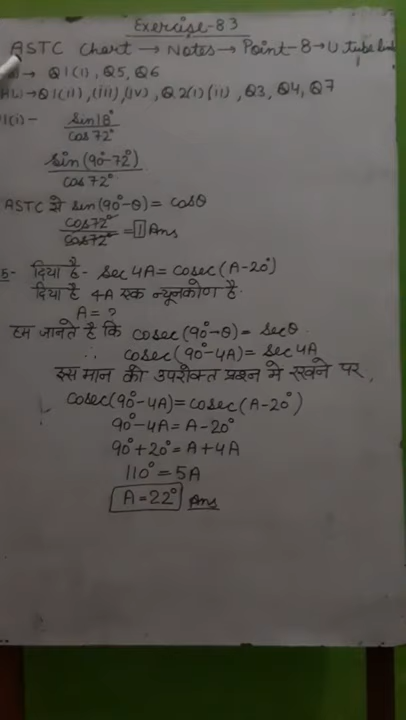 Exercise-8.3
ASTC Chart → Notes → Point-8 → U tube link
→ Q1(i), Q5, Q6
HW→Q1(ii), (iii), (iv), Q.2(i)(ii), Q3, Q4, Q7
1(i) - sin18°/cos72°
sin(90°-72°)/cos72°
ASTC से sin(90°-θ) = cosθ
cos72°/cos72° = 1 Ans
5- दिया है- sec4A = cosec(A-20°)
दिया है 4A एक न्यूनकोण है.
A = ?
हम जानते है कि cosec(90°-θ) = secθ
∴ cosec(90°-4A) = sec4A
इस मान की उपरोक्त प्रश्न मे रखने पर,
cosec(90°-4A) = cosec(A-20°)
90°-4A = A-20°
90°+20° = A+4A
110° = 5A
A = 22° Ans